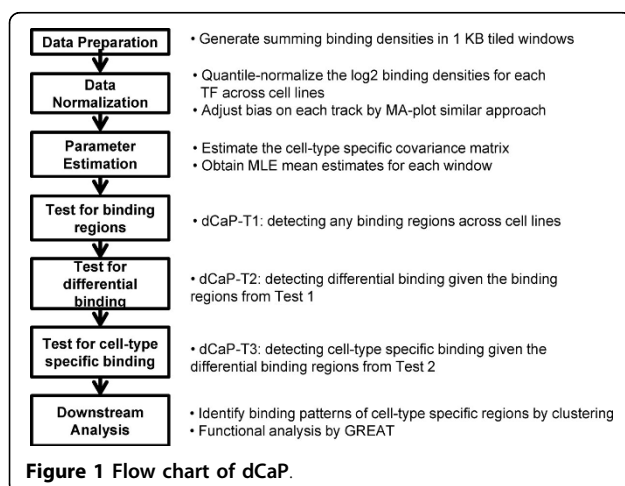 Data Preparation
• Generate summing binding densities in 1 KB tiled windows
Data
Normalization
• Quantile-normalize the log2 binding densities for each
TF across cell lines
• Adjust bias on each track by MA-plot similar approach
Parameter
Estimation
• Estimate the cell-type specific covariance matrix
• Obtain MLE mean estimates for each window
Test for binding
regions
• dCaP-T1: detecting any binding regions across cell lines
Test for
differential
binding
• dCaP-T2: detecting differential binding given the binding
regions from Test 1
Test for cell-type
specific binding
• dCaP-T3: detecting cell-type specific binding given the
differential binding regions from Test 2
Downstream
Analysis
• Identify binding patterns of cell-type specific regions by clustering
• Functional analysis by GREAT
Figure 1 Flow chart of dCaP.